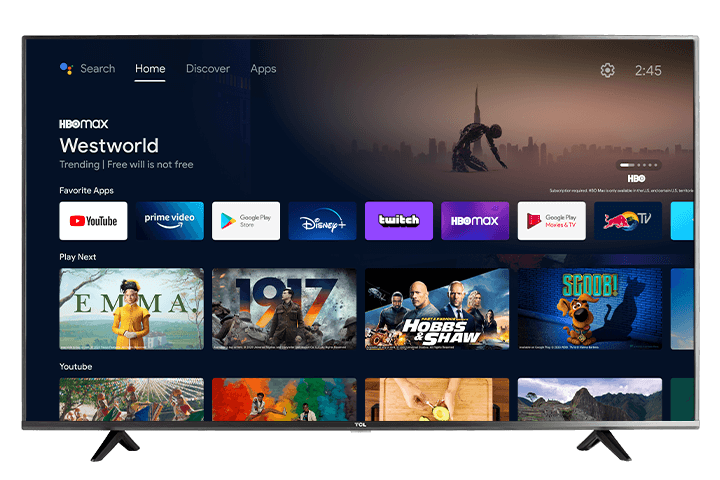 Search Home Discover Apps 2:45
HBOMAX
Westworld
Trending | Free will is not free
HBO
Subscription required. HBO Max is only available in the U.S. and certain U.S. territories
Favorite Apps
YouTube prime video Google Play Store Disney+ twitch HBOMAX Google Play Movies & TV Red Bull TV
Play Next
EMMA. 1917 FAST & FURIOUS HOBBS & SHAW SCOOB!
Youtube
TCL